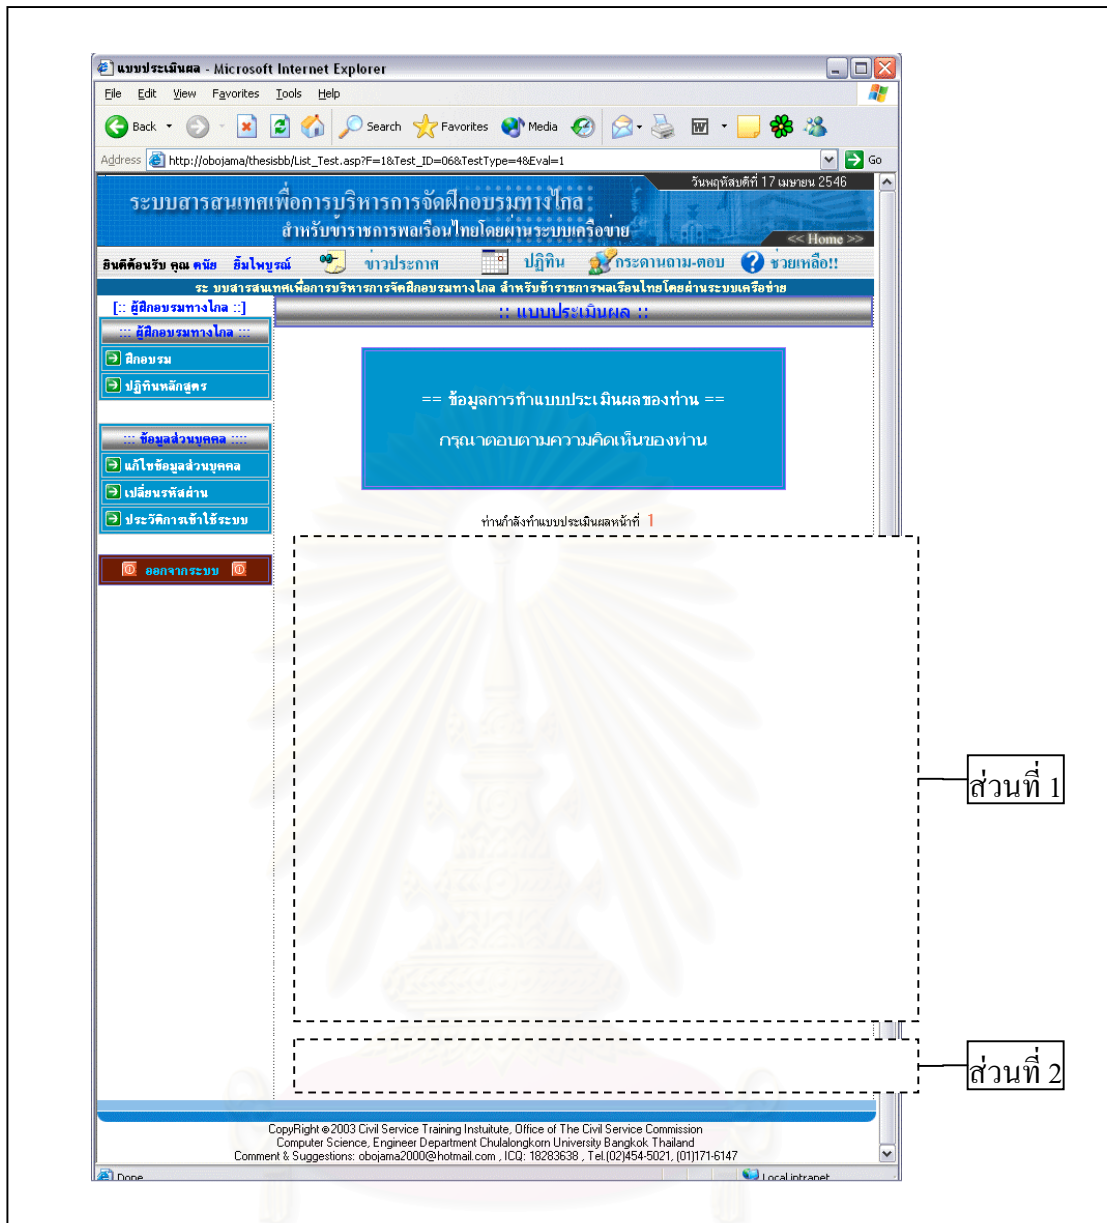 แบบประเมินผล - Microsoft Internet Explorer
File Edit View Favorites Tools Help
Back Search Favorites Media
Address http://obojama/thesisbb/List_Test.asp?F=1&Test_ID=06&TestType=4&Eval=1 Go
วันพฤหัสบดีที่ 17 เมษายน 2546
ระบบสารสนเทศเพื่อการบริหารการจัดฝึกอบรมทางไกล
สำหรับข้าราชการพลเรือนไทยโดยผ่านระบบเครือข่าย
<< Home >>
ยินดีต้อนรับ คุณ ดนัย ยิ้มไพบูรณ์ ข่าวประกาศ ปฏิทิน กระดานถาม-ตอบ ช่วยเหลือ!!
ระ บบสารสนเทศเพื่อการบริหารการจัดฝึกอบรมทางไกล สำหรับข้าราชการพลเรือนไทยโดยผ่านระบบเครือข่าย
[:: ผู้ฝึกอบรมทางไกล ::]
:: แบบประเมินผล ::
::: ผู้ฝึกอบรมทางไกล :::
ฝึกอบรม
ปฏิทินหลักสูตร
== ข้อมูลการทำแบบประเมินผลของท่าน ==
กรุณาตอบตามความคิดเห็นของท่าน
::: ข้อมูลส่วนบุคคล ::::
แก้ไขข้อมูลส่วนบุคคล
เปลี่ยนรหัสผ่าน
ประวัติการเข้าใช้ระบบ
ท่านกำลังทำแบบประเมินผลหน้าที่ 1
ออกจากระบบ
ส่วนที่ 1
ส่วนที่ 2
CopyRight ©2003 Civil Service Training Instuitute, Office of The Civil Service Commission
Computer Science, Engineer Department Chulalongkorn University Bangkok Thailand
Comment & Suggestions: obojama2000@hotmail.com , ICQ: 18283638 , Tel.(02)454-5021, (01)171-6147
Done Local intranet